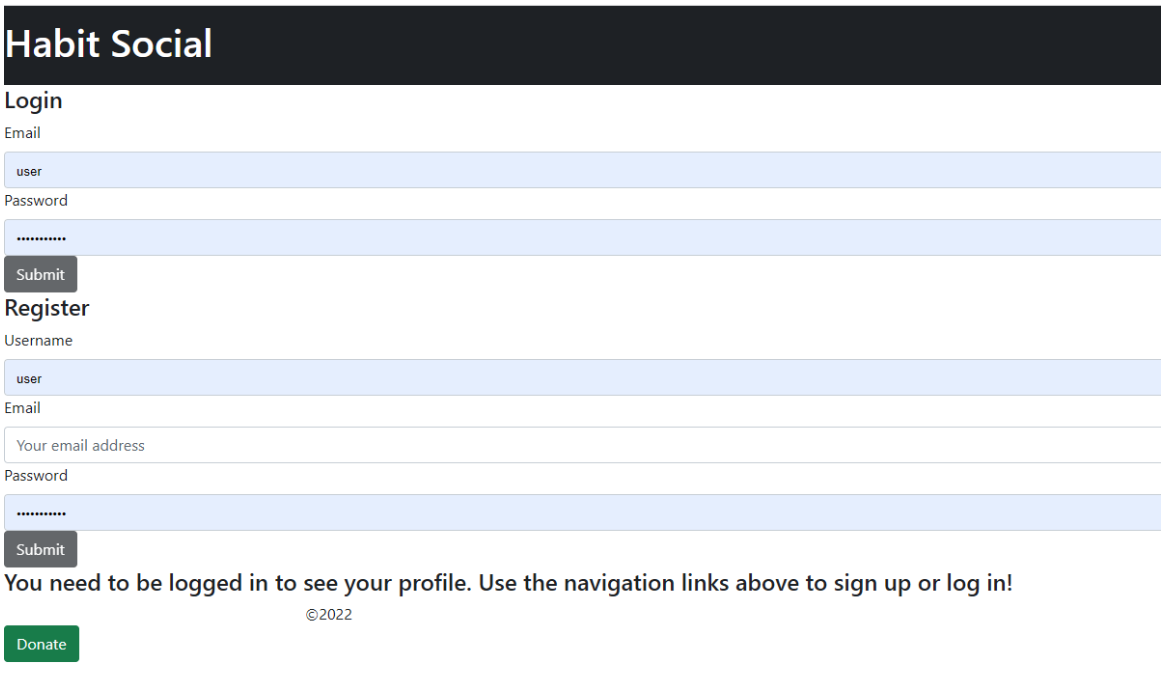 Habit Social
Login
Email
user
Password
•••••••••••
Submit
Register
Username
user
Email
Your email address
Password
•••••••••••
Submit
You need to be logged in to see your profile. Use the navigation links above to sign up or log in!
©2022
Donate